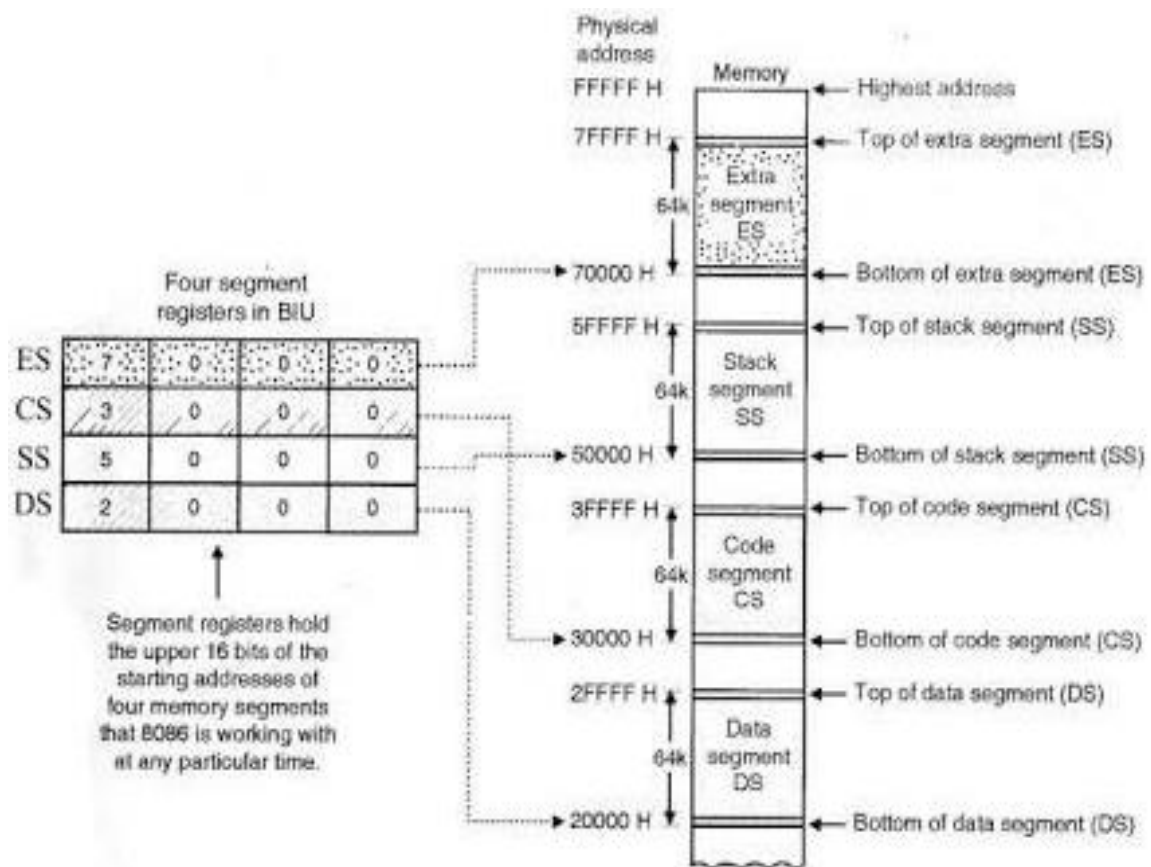 Physical
address
FFFFF H
Memory
Highest address
7FFFF H
Top of extra segment (ES)
Extra
segment
ES
64k
70000 H
Bottom of extra segment (ES)
Four segment
registers in BIU
ES 7 0 0 0
CS 3 0 0 0
SS 5 0 0 0
DS 2 0 0 0
Segment registers hold
the upper 16 bits of the
starting addresses of
four memory segments
that 8086 is working with
at any particular time.
5FFFF H
Top of stack segment (SS)
Stack
segment
SS
64k
50000 H
Bottom of stack segment (SS)
3FFFF H
Top of code segment (CS)
Code
segment
CS
64k
30000 H
Bottom of code segment (CS)
2FFFF H
Top of data segment (DS)
Data
segment
DS
64k
20000 H
Bottom of data segment (DS)